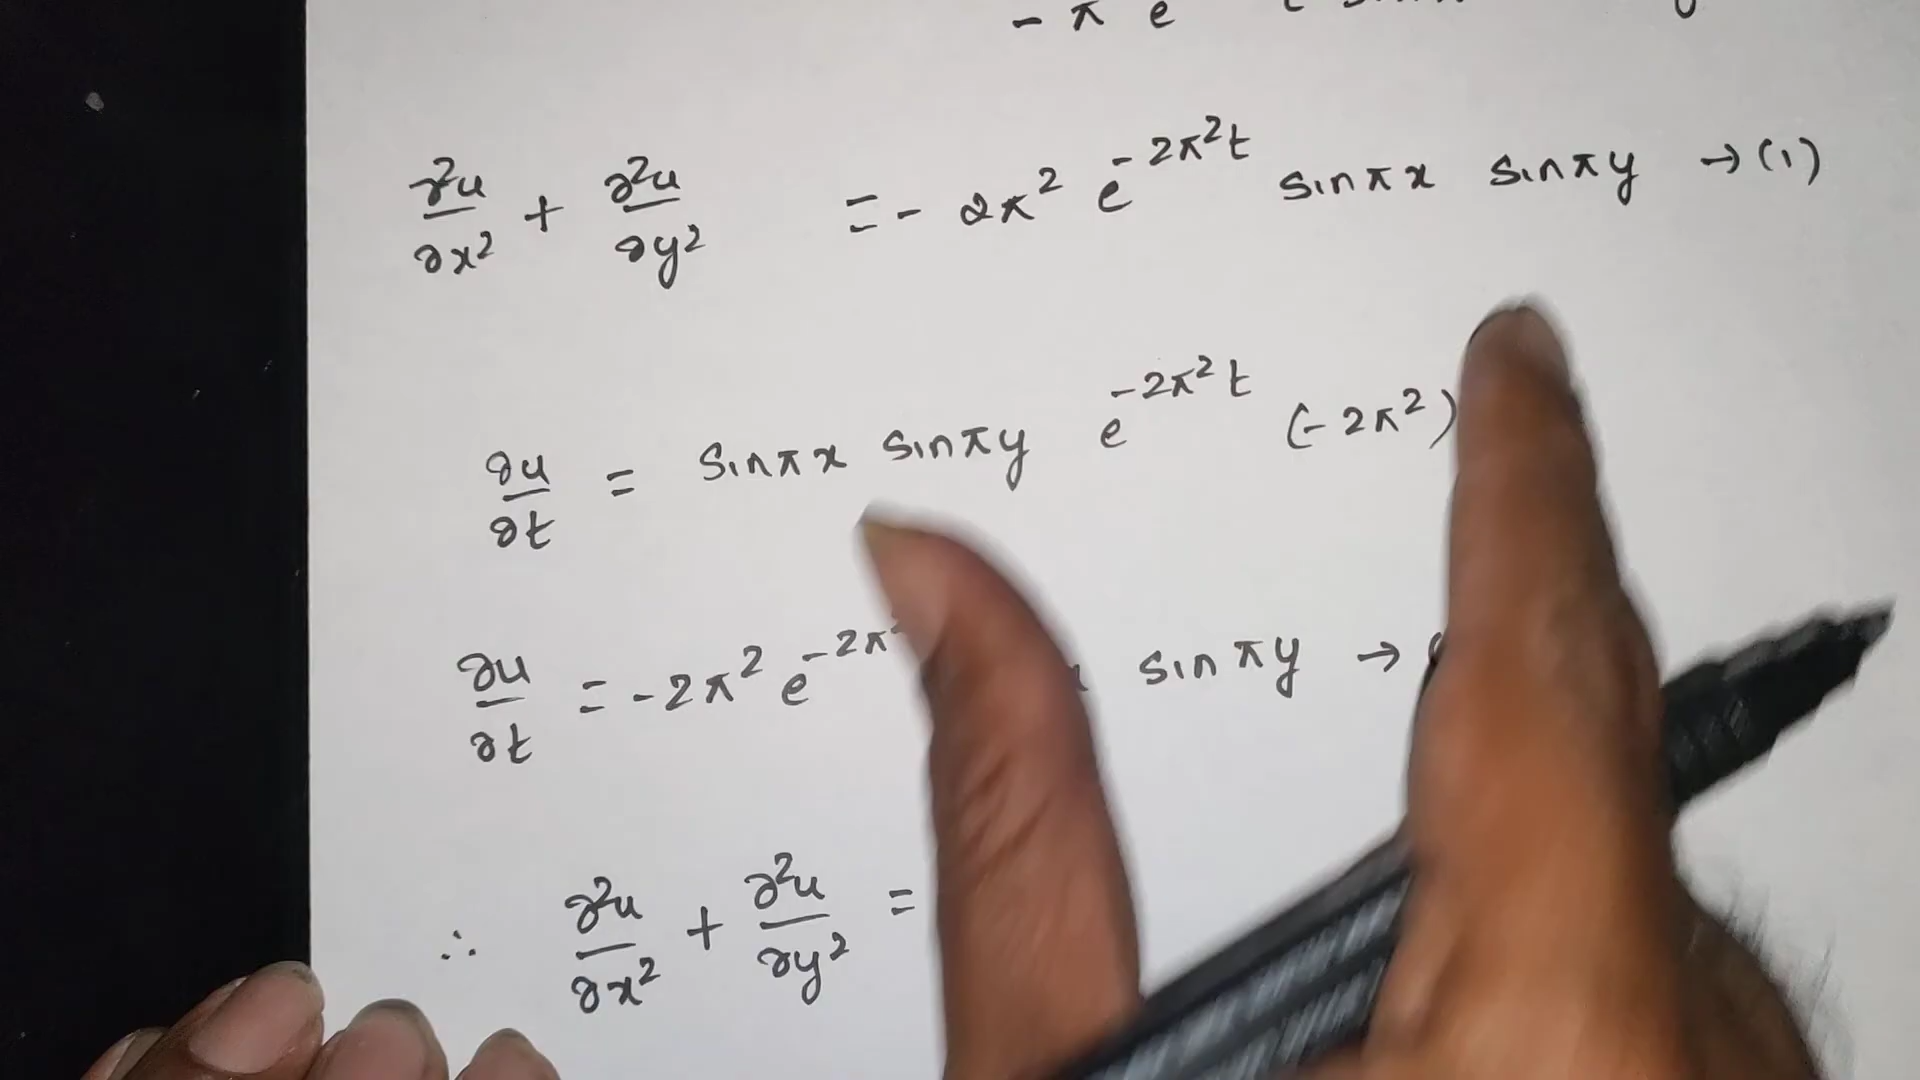 - π e
∂²u/∂x² + ∂²u/∂y² = - 2π² e^-2π²t sinπx sinπy → (1)
∂u/∂t = sinπx sinπy e^-2π²t (-2π²)
∂u/∂t = -2π² e^-2π² sinπy →
∴ ∂²u/∂x² + ∂²u/∂y² =